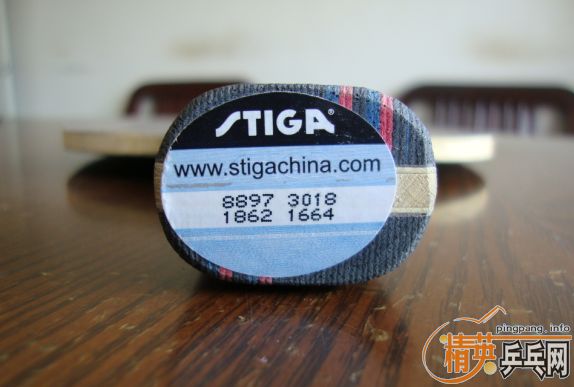 STIGA®
www.stigachina.com
8897 3018
1862 1664
pingpang.info
精英乒乓网